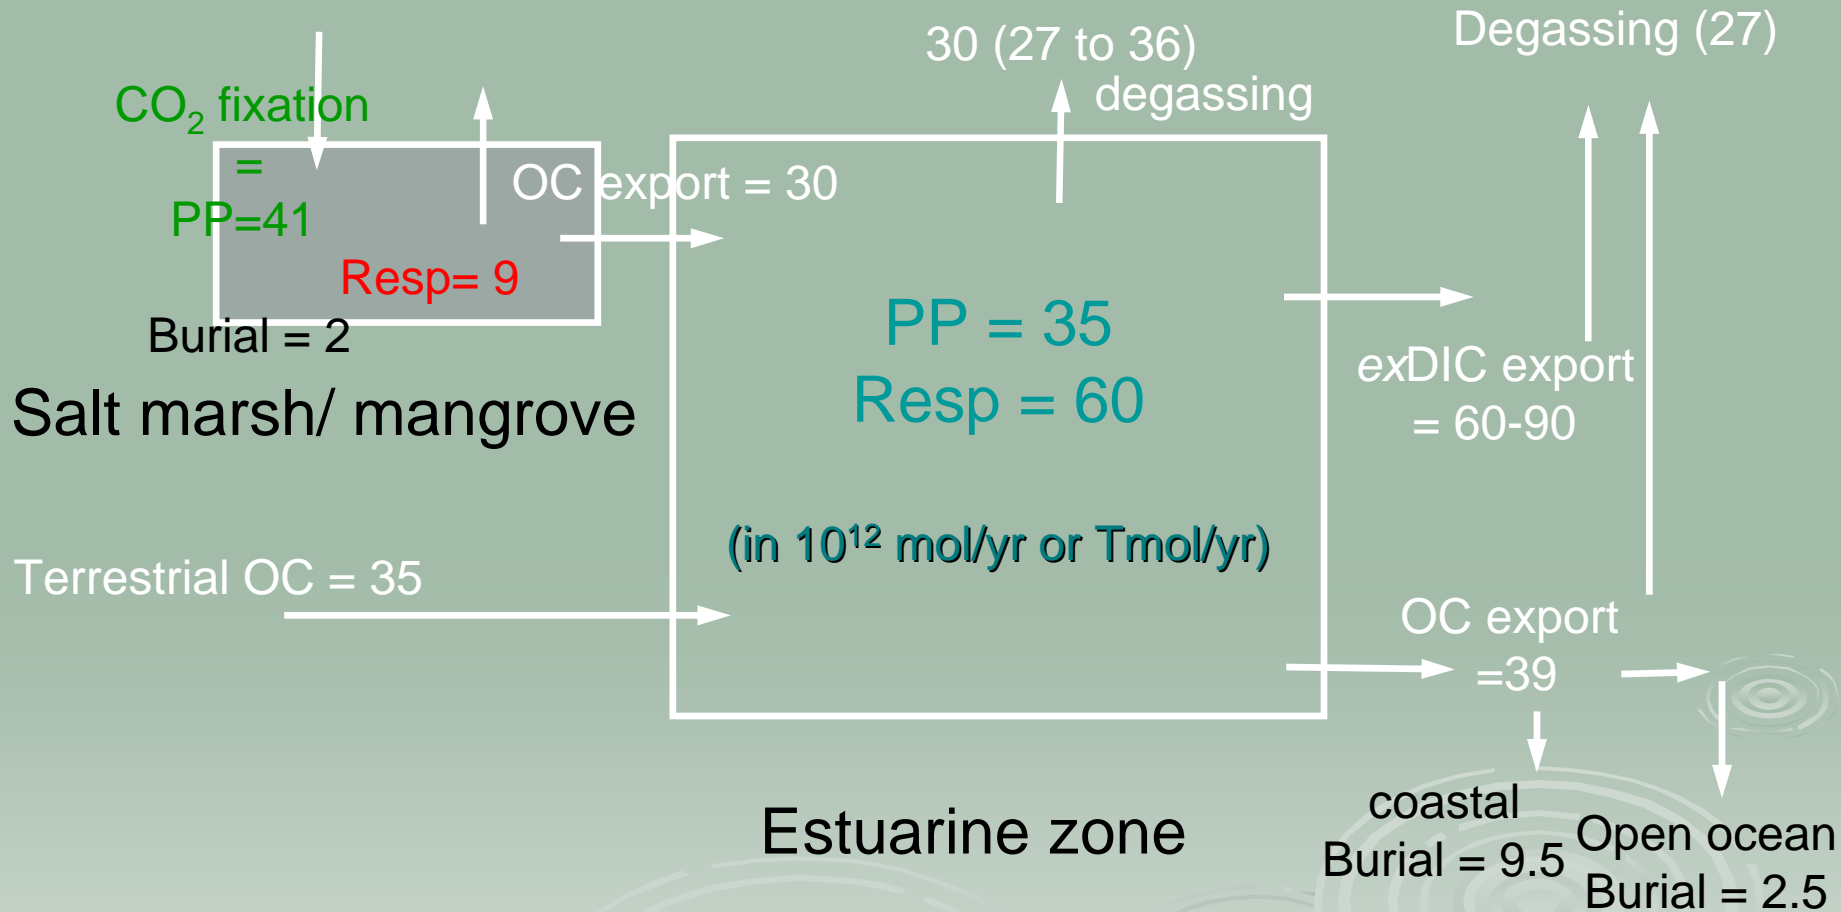 CO₂ fixation
=
PP=41
Resp= 9
Burial = 2
Salt marsh/ mangrove
OC export = 30
Terrestrial OC = 35
30 (27 to 36)
degassing
PP = 35
Resp = 60
(in 10¹² mol/yr or Tmol/yr)
Estuarine zone
Degassing (27)
exDIC export
= 60-90
OC export
=39
coastal
Burial = 9.5
Open ocean
Burial = 2.5